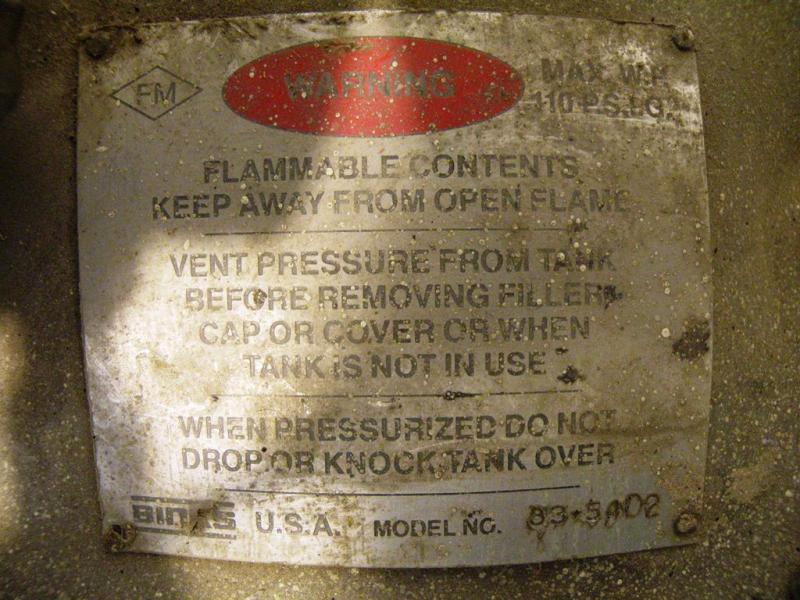 FM
WARNING
MAX. W.P.
110 P.S.I.G.
FLAMMABLE CONTENTS
KEEP AWAY FROM OPEN FLAME
VENT PRESSURE FROM TANK
BEFORE REMOVING FILLER
CAP OR COVER OR WHEN
TANK IS NOT IN USE
WHEN PRESSURIZED DO NOT
DROP OR KNOCK TANK OVER
BINKS U.S.A. MODEL NO.